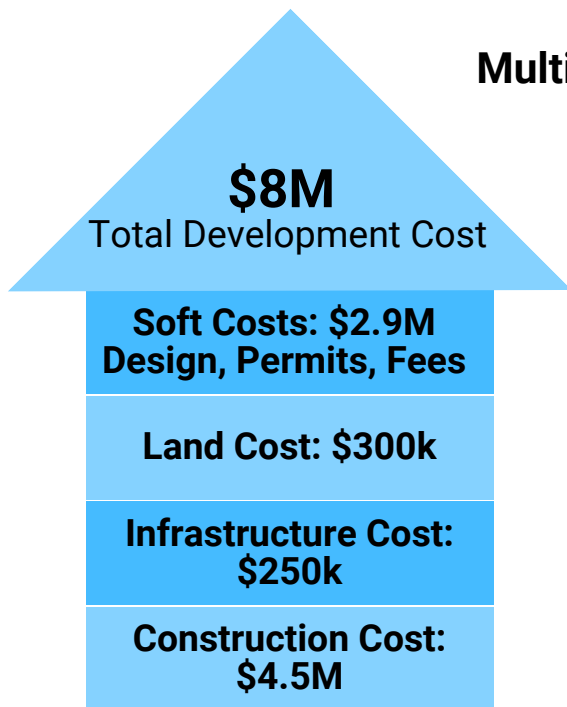 Multi
$8M
Total Development Cost
Soft Costs: $2.9M
Design, Permits, Fees
Land Cost: $300k
Infrastructure Cost:
$250k
Construction Cost:
$4.5M